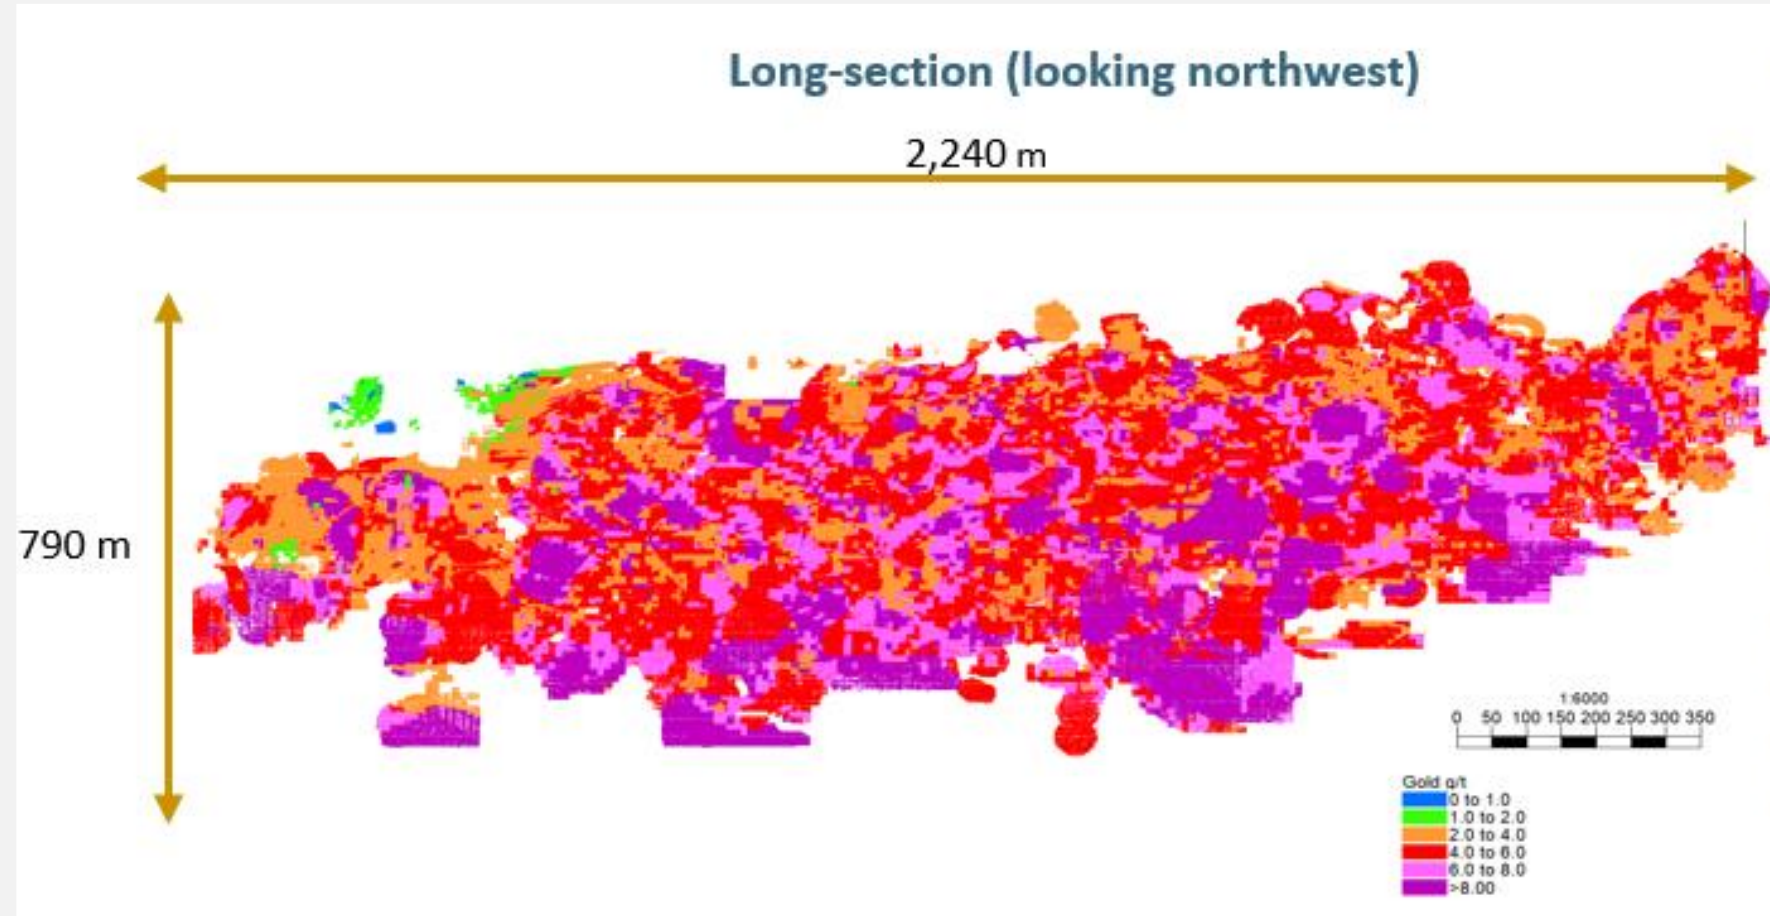 Long-section (looking northwest)
2,240 m
790 m
1:6000
0 50 100 150 200 250 300 350
Gold g/t
0 to 1.0
1.0 to 2.0
2.0 to 4.0
4.0 to 6.0
6.0 to 8.0
>8.00